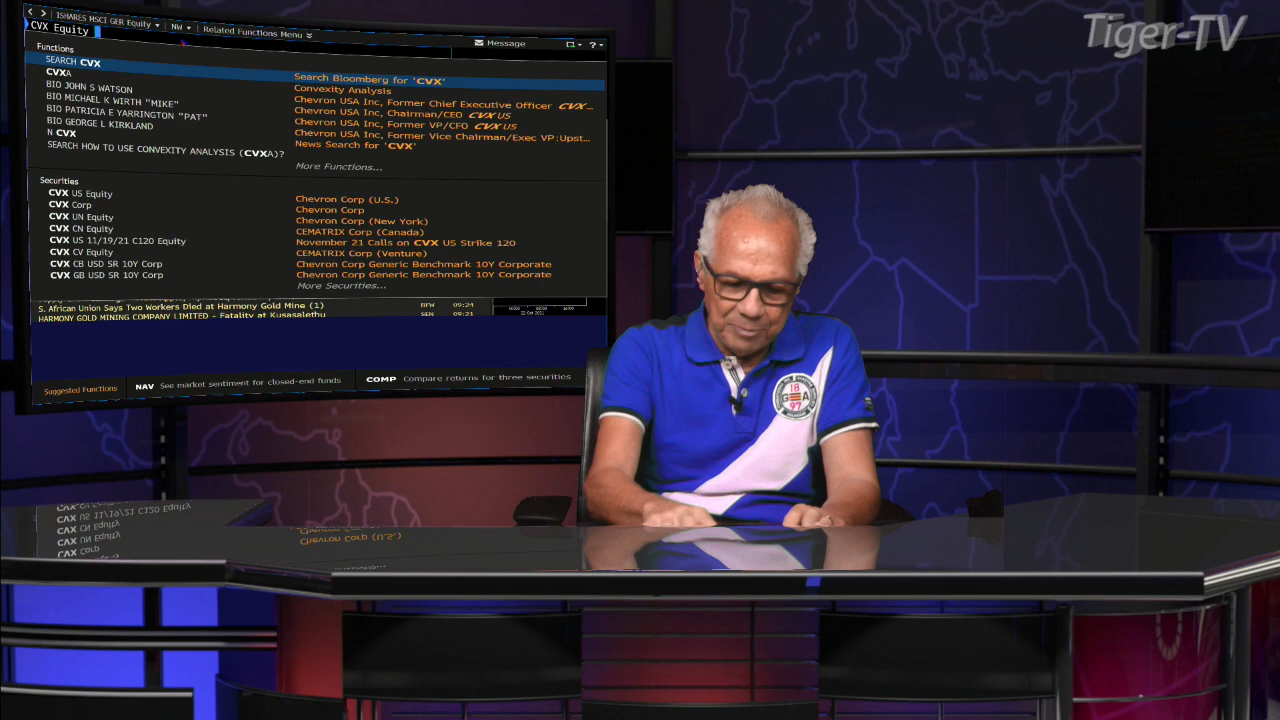 Tiger-TV
ISHARES MSCI GER Equity NW Related Functions Menu
CVX Equity
Message ?
Functions
SEARCH CVX Search Bloomberg for 'CVX'
CVXA Convexity Analysis
BIO JOHN S WATSON Chevron USA Inc, Former Chief Executive Officer CVX...
BIO MICHAEL K WIRTH "MIKE" Chevron USA Inc, Chairman/CEO CVX US
BIO PATRICIA E YARRINGTON "PAT" Chevron USA Inc, Former VP/CFO CVX US
BIO GEORGE L KIRKLAND Chevron USA Inc, Former Vice Chairman/Exec VP:Upst...
N CVX News Search for 'CVX'
SEARCH HOW TO USE CONVEXITY ANALYSIS (CVXA)?
More Functions...
Securities
CVX US Equity Chevron Corp (U.S.)
CVX Corp Chevron Corp
CVX UN Equity Chevron Corp (New York)
CVX CN Equity CEMATRIX Corp (Canada)
CVX US 11/19/21 C120 Equity November 21 Calls on CVX US Strike 120
CVX CV Equity CEMATRIX Corp (Venture)
CVX CB USD SR 10Y Corp Chevron Corp Generic Benchmark 10Y Corporate
CVX GB USD SR 10Y Corp Chevron Corp Generic Benchmark 10Y Corporate
More Securities...
S. African Union Says Two Workers Died at Harmony Gold Mine (1) BFW 09:24
HARMONY GOLD MINING COMPANY LIMITED - Fatality at Kusasalethu SEN 09:21
22 Oct 2021
Suggested Functions NAV See market sentiment for closed-end funds COMP Compare returns for three securities
18
G A
97